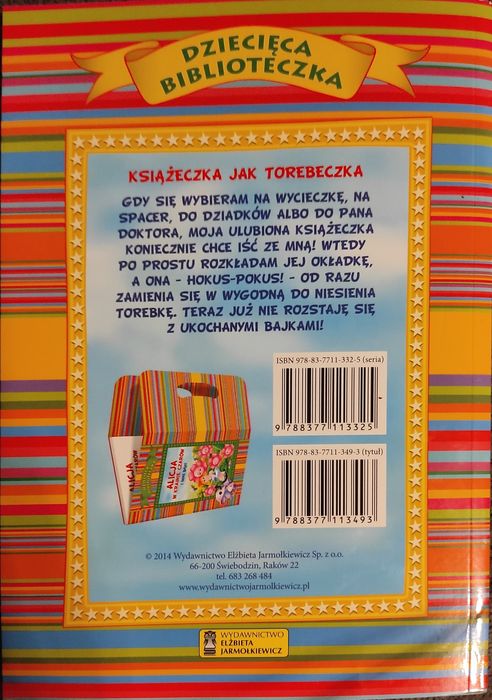 DZIECIĘCA
BIBLIOTECZKA
KSIĄŻECZKA JAK TOREBECZKA
GDY SIĘ WYBIERAM NA WYCIECZKĘ, NA
SPACER, DO DZIADKÓW ALBO DO PANA
DOKTORA, MOJA ULUBIONA KSIĄŻECZKA
KONIECZNIE CHCE IŚĆ ZE MNĄ! WTEDY
PO PROSTU ROZKŁADAM JEJ OKŁADKĘ,
A ONA - HOKUS-POKUS! - OD RAZU
ZAMIENIA SIĘ W WYGODNĄ DO NIESIENIA
TOREBKĘ. TERAZ JUŻ NIE ROZSTAJĘ SIĘ
Z UKOCHANYMI BAJKAMI!
ISBN 978-83-7711-332-5 (seria)
9 788377 113325
ISBN 978-83-7711-349-3 (tytuł)
9 788377 113493
ALICJA
W KRAINIE CZARÓW
ALICJA
© 2014 Wydawnictwo Elżbieta Jarmołkiewicz Sp. z o.o.
66-200 Świebodzin, Raków 22
tel. 683 268 484
www.wydawnictwojarmolkiewicz.pl
WYDAWNICTWO
ELŻBIETA
JARMOŁKIEWICZ